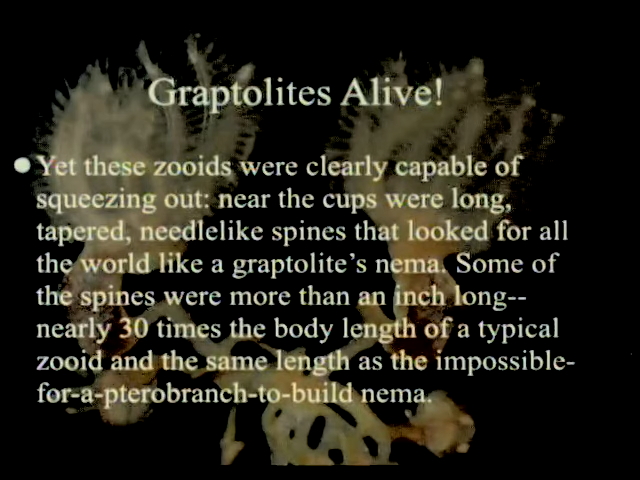 Graptolites Alive!
Yet these zooids were clearly capable of
squeezing out: near the cups were long,
tapered, needlelike spines that looked for all
the world like a graptolite's nema. Some of
the spines were more than an inch long--
nearly 30 times the body length of a typical
zooid and the same length as the impossible-
for-a-pterobranch-to-build nema.